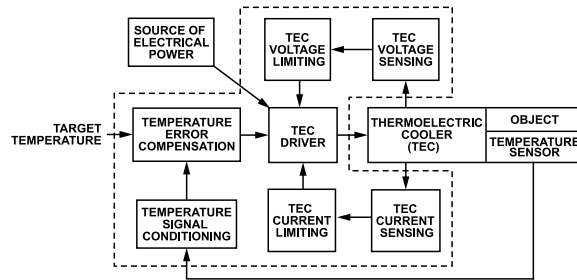 SOURCE OF
ELECTRICAL
POWER
TEC
VOLTAGE
LIMITING
TEC
VOLTAGE
SENSING
TARGET
TEMPERATURE
TEMPERATURE
ERROR
COMPENSATION
TEC
DRIVER
THERMOELECTRIC
COOLER
(TEC)
OBJECT
TEMPERATURE
SENSOR
TEMPERATURE
SIGNAL
CONDITIONING
TEC
CURRENT
LIMITING
TEC
CURRENT
SENSING